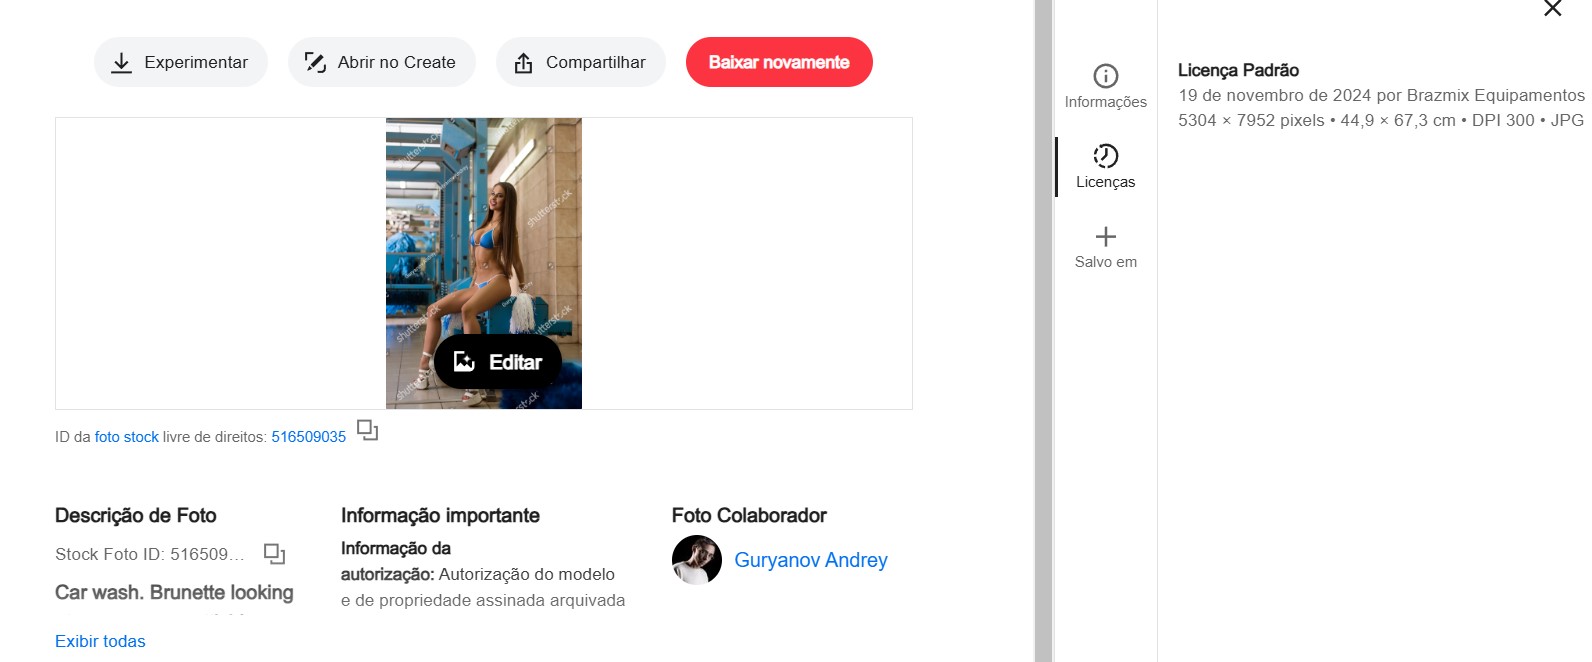 Experimentar
Abrir no Create
Compartilhar
Baixar novamente
shutterstock
shutterstock
shutterstock
shutterstock
Editar
ID da foto stock livre de direitos: 516509035
Descrição de Foto
Stock Foto ID: 516509...
Car wash. Brunette looking
Exibir todas
Informação importante
Informação da
autorização: Autorização do modelo
e de propriedade assinada arquivada
Foto Colaborador
Guryanov Andrey
Informações
Licenças
Salvo em
Licença Padrão
19 de novembro de 2024 por Brazmix Equipamentos
5304 × 7952 pixels • 44,9 × 67,3 cm • DPI 300 • JPG